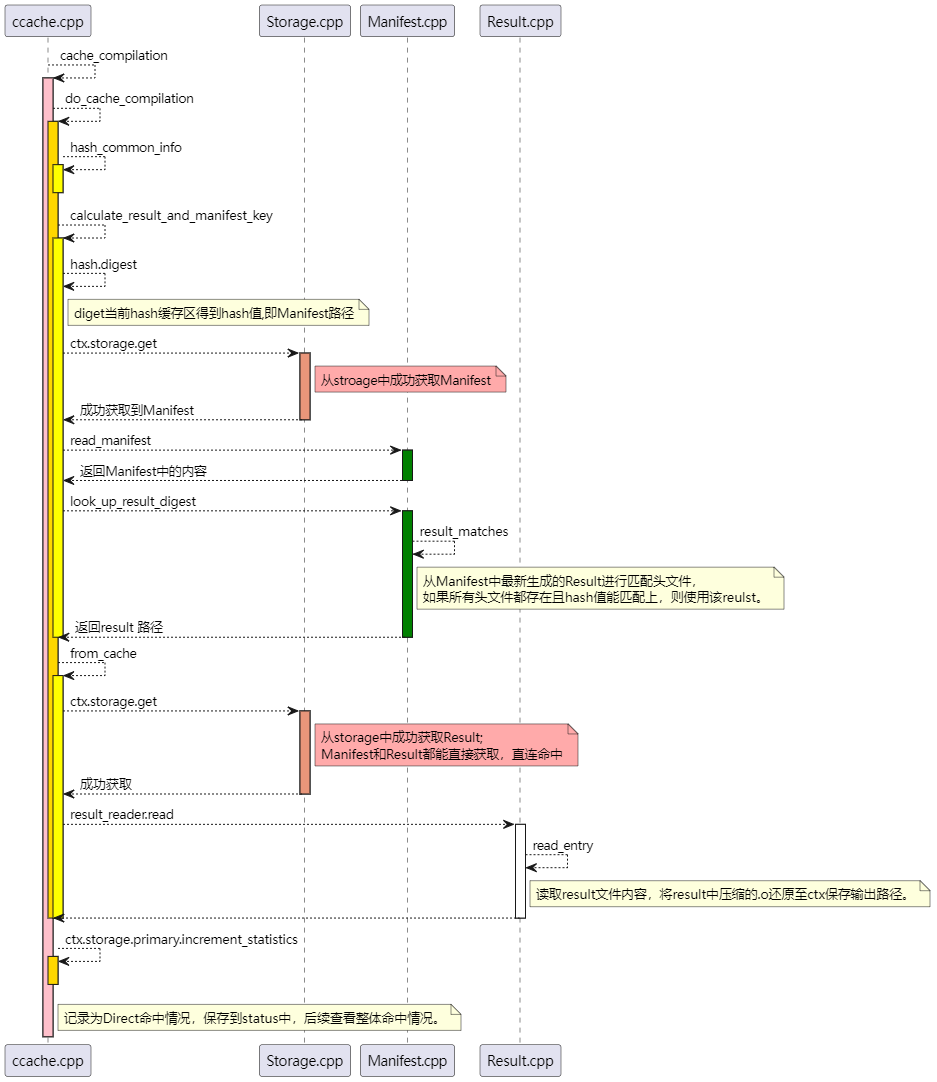 ccache.cpp
Storage.cpp
Manifest.cpp
Result.cpp
cache_compilation
do_cache_compilation
hash_common_info
calculate_result_and_manifest_key
hash.digest
diget当前hash缓存区得到hash值,即Manifest路径
ctx.storage.get
从stroage中成功获取Manifest
成功获取到Manifest
read_manifest
返回Manifest中的内容
look_up_result_digest
result_matches
从Manifest中最新生成的Result进行匹配头文件，
如果所有头文件都存在且hash值能匹配上，则使用该reulst。
返回result 路径
from_cache
ctx.storage.get
从storage中成功获取Result;
Manifest和Result都能直接获取，直连命中
成功获取
result_reader.read
read_entry
读取result文件内容，将result中压缩的.o还原至ctx保存输出路径。
ctx.storage.primary.increment_statistics
记录为Direct命中情况，保存到status中，后续查看整体命中情况。
ccache.cpp
Storage.cpp
Manifest.cpp
Result.cpp